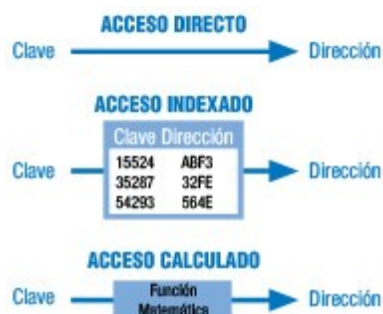 ACCESO DIRECTO
Clave Dirección
ACCESO INDEXADO
Clave Dirección
15524 ABF3
Clave 35287 32FE Dirección
54293 564E
ACCESO CALCULADO
Función
Clave Dirección
Matemática